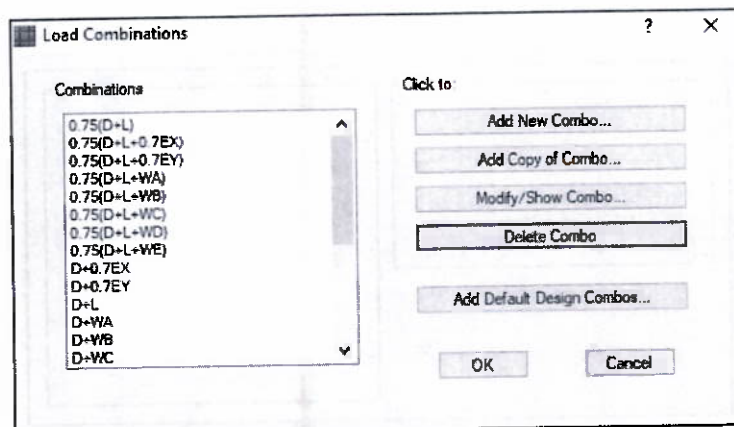 Load Combinations
Combinations
0.75(D+L)
0.75(D+L+0.7EX)
0.75(D+L+0.7EY)
0.75(D+L+WA)
0.75(D+L+WB)
0.75(D+L+WC)
0.75(D+L+WD)
0.75(D+L+WE)
D+0.7EX
D+0.7EY
D+L
D+WA
D+WB
D+WC
Click to:
Add New Combo...
Add Copy of Combo...
Modify/Show Combo...
Delete Combo
Add Default Design Combos...
OK
Cancel